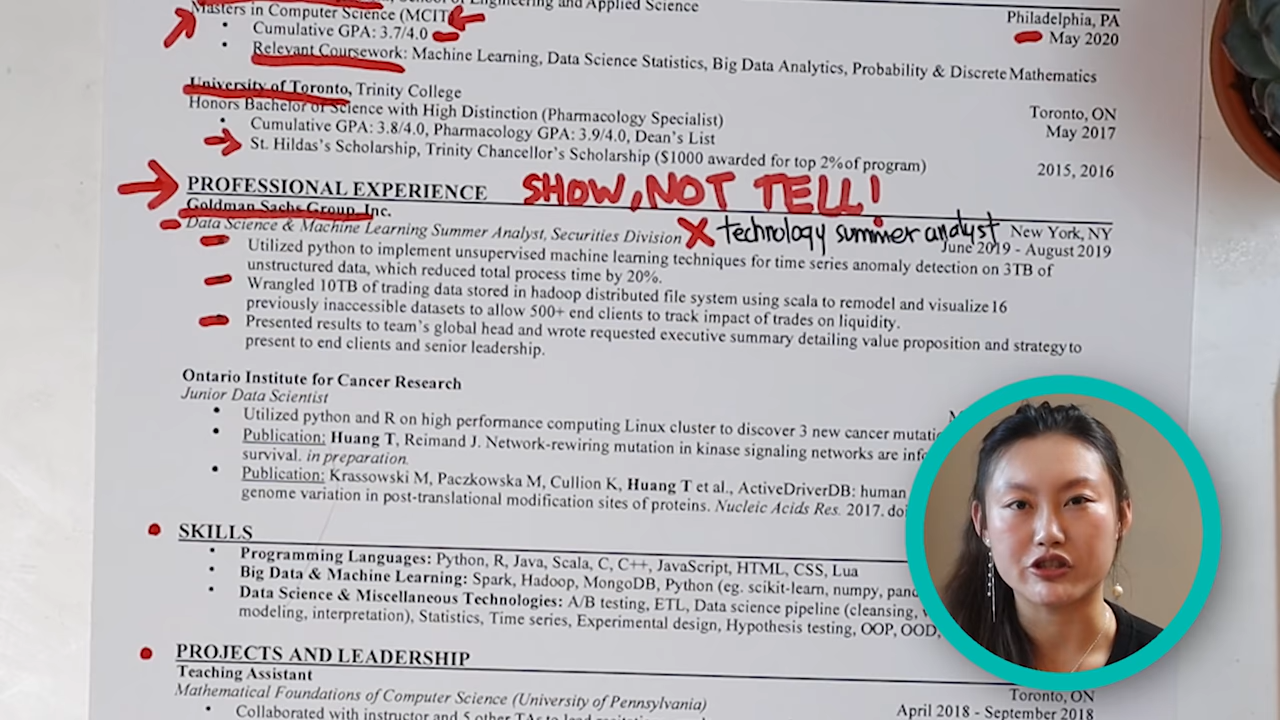 of Engineering and Applied Science
Masters in Computer Science (MCIT)
Philadelphia, PA
Cumulative GPA: 3.7/4.0
May 2020
Relevant Coursework: Machine Learning, Data Science Statistics, Big Data Analytics, Probability & Discrete Mathematics
University of Toronto, Trinity College
Toronto, ON
Honors Bachelor of Science with High Distinction (Pharmacology Specialist)
May 2017
Cumulative GPA: 3.8/4.0, Pharmacology GPA: 3.9/4.0, Dean's List
St. Hildas's Scholarship, Trinity Chancellor's Scholarship ($1000 awarded for top 2% of program)
2015, 2016
PROFESSIONAL EXPERIENCE SHOW, NOT TELL!
Goldman Sachs Group, Inc.
New York, NY
Data Science & Machine Learning Summer Analyst, Securities Division X technology summer analyst
June 2019 - August 2019
Utilized python to implement unsupervised machine learning techniques for time series anomaly detection on 3TB of
unstructured data, which reduced total process time by 20%.
Wrangled 10TB of trading data stored in hadoop distributed file system using scala to remodel and visualize 16
previously inaccessible datasets to allow 500+ end clients to track impact of trades on liquidity.
Presented results to team's global head and wrote requested executive summary detailing value proposition and strategy to
present to end clients and senior leadership.
Ontario Institute for Cancer Research
Junior Data Scientist
Utilized python and R on high performance computing Linux cluster to discover 3 new cancer mutatio
Publication: Huang T, Reimand J. Network-rewiring mutation in kinase signaling networks are
survival. in preparation.
Publication: Krassowski M, Paczkowska M, Cullion K, Huang T et al., ActiveDriverDB: human
genome variation in post-translational modification sites of proteins. Nucleic Acids Res. 2017. doi
SKILLS
Programming Languages: Python, R, Java, Scala, C, C++, JavaScript, HTML, CSS, Lua
Big Data & Machine Learning: Spark, Hadoop, MongoDB, Python (eg. scikit-learn, numpy,
Data Science & Miscellaneous Technologies: A/B testing, ETL, Data science pipeline (cleansing,
modeling, interpretation), Statistics, Time series, Experimental design, Hypothesis testing, OOP, OOD,
PROJECTS AND LEADERSHIP
Teaching Assistant
Toronto, ON
Mathematical Foundations of Computer Science (University of Pennsylvania)
April 2018 - September 2018
Collaborated with instructor and 5 other TAs to lead